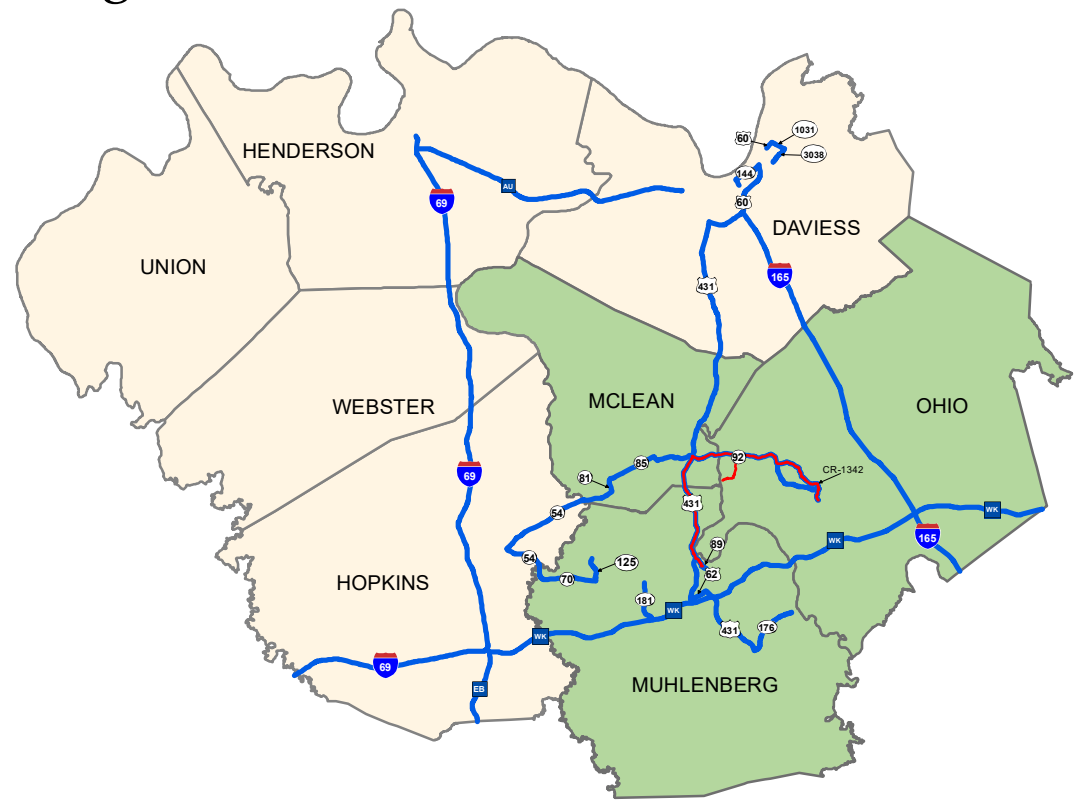 HENDERSON
60
1031
3038
144
AU
69
60
DAVIESS
UNION
165
431
WEBSTER
MCLEAN
OHIO
92
85
CR-1342
69
81
431
54
WK
165
WK
89
54
125
62
70
HOPKINS
181
WK
431
176
WK
69
EB
MUHLENBERG